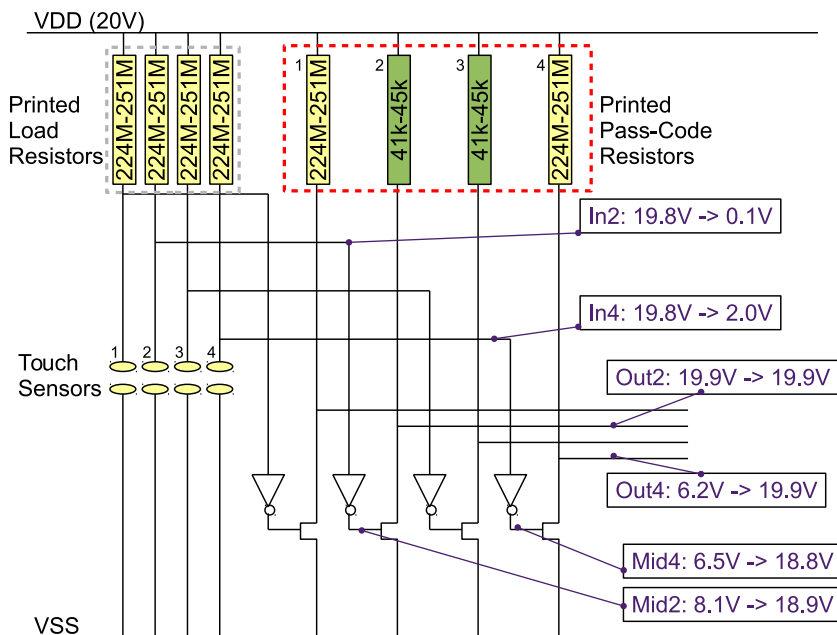 VDD (20V)
Printed
Load
Resistors
224M-251M
224M-251M
224M-251M
224M-251M
1
224M-251M
2
41k-45k
3
41k-45k
4
224M-251M
Printed
Pass-Code
Resistors
In2: 19.8V -> 0.1V
In4: 19.8V -> 2.0V
Touch
Sensors
1
2
3
4
Out2: 19.9V -> 19.9V
Out4: 6.2V -> 19.9V
Mid4: 6.5V -> 18.8V
Mid2: 8.1V -> 18.9V
VSS